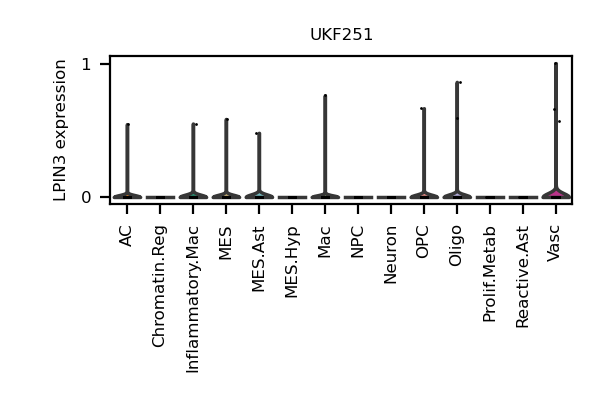 UKF251
LPIN3 expression
1
0
AC
Chromatin.Reg
Inflammatory.Mac
MES
MES.Ast
MES.Hyp
Mac
NPC
Neuron
OPC
Oligo
Prolif.Metab
Reactive.Ast
Vasc